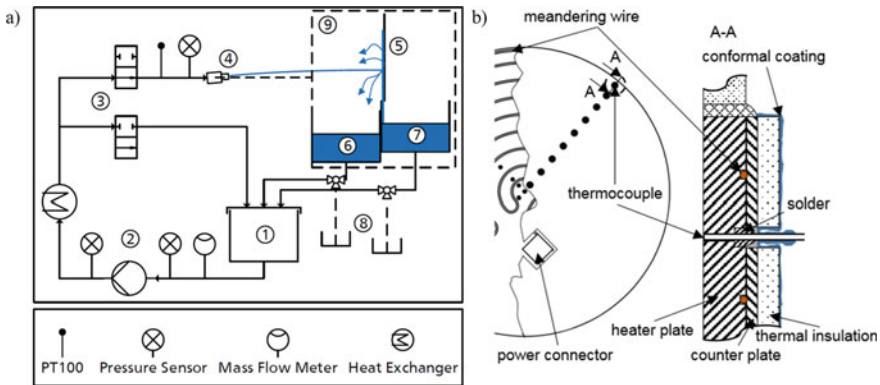 a)
⑨
⑤
④
③
⑥
⑦
②
①
⑧
PT100
Pressure Sensor
Mass Flow Meter
Heat Exchanger
b)
meandering wire
A-A
conformal coating
A
A
thermocouple
solder
heater plate
power connector
counter plate
thermal insulation